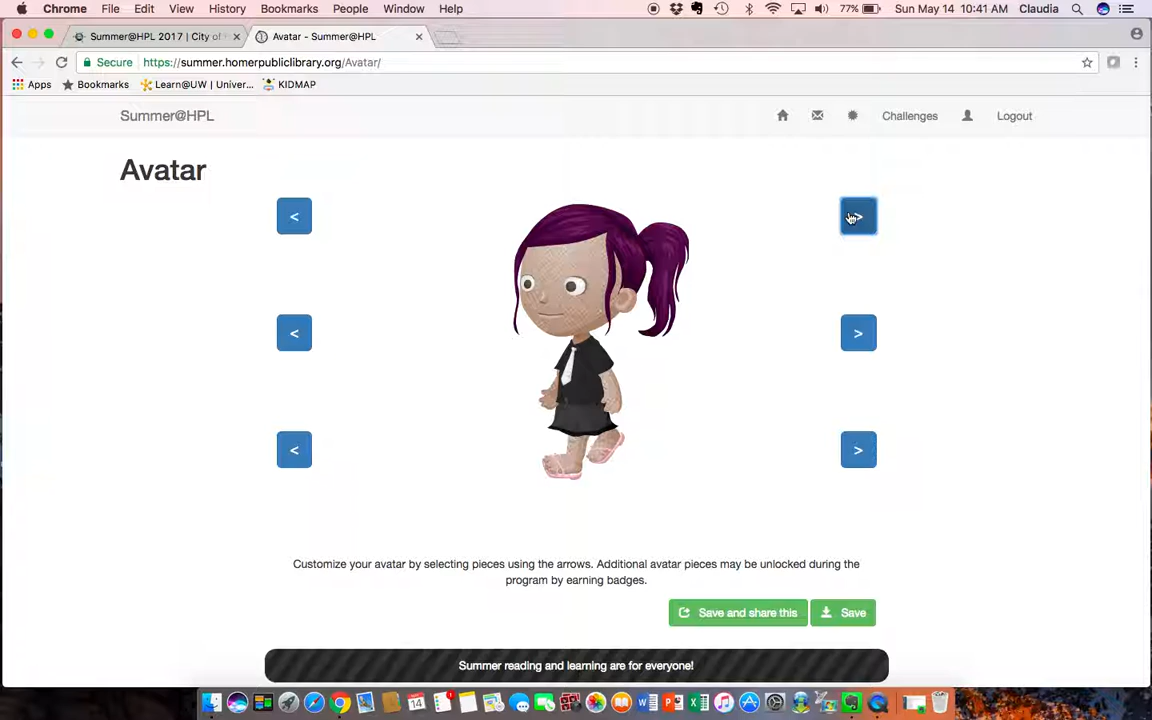 Chrome File Edit View History Bookmarks People Window Help 77% Sun May 14 10:41 AM Claudia
Summer@HPL 2017 | City of
Avatar - Summer@HPL
Secure https://summer.homerpubliclibrary.org/Avatar/
Apps Bookmarks Learn@UW | Univer... KIDMAP
Summer@HPL Challenges Logout
Avatar
< >
< >
< >
Customize your avatar by selecting pieces using the arrows. Additional avatar pieces may be unlocked during the
program by earning badges.
Save and share this Save
Summer reading and learning are for everyone!